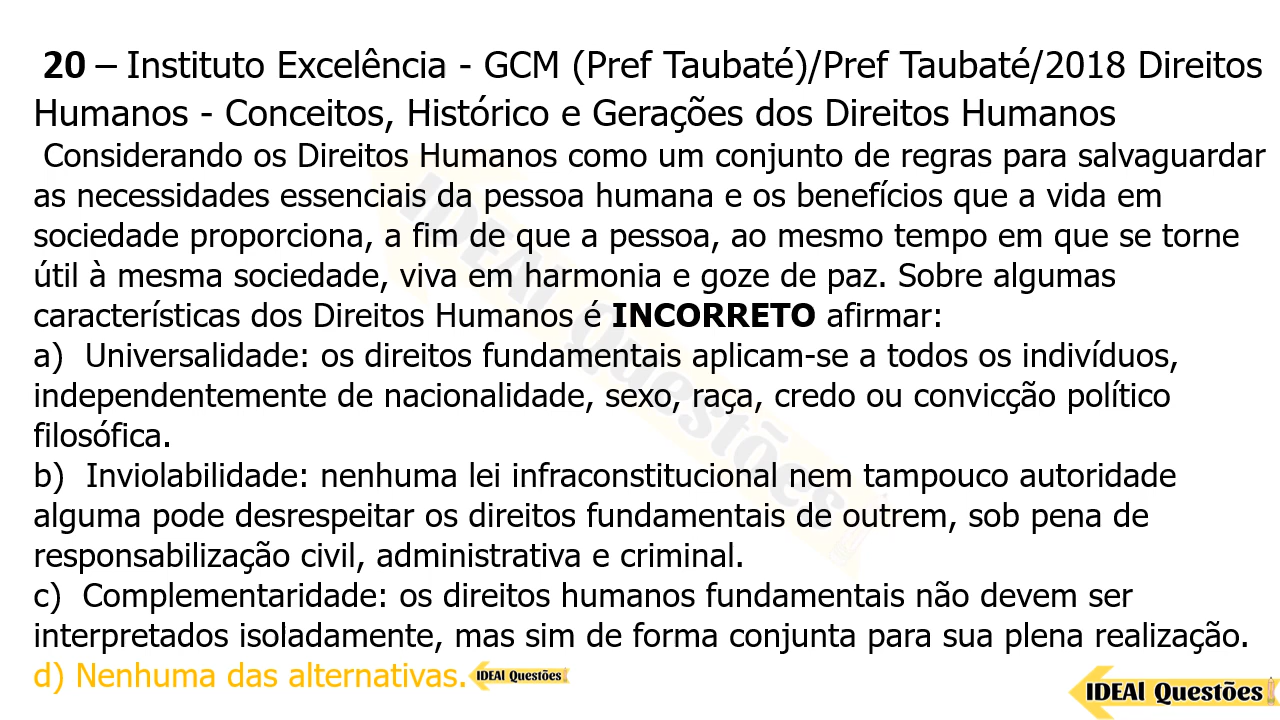 20 – Instituto Excelência - GCM (Pref Taubaté)/Pref Taubaté/2018 Direitos
Humanos - Conceitos, Histórico e Gerações dos Direitos Humanos
Considerando os Direitos Humanos como um conjunto de regras para salvaguardar
as necessidades essenciais da pessoa humana e os benefícios que a vida em
sociedade proporciona, a fim de que a pessoa, ao mesmo tempo em que se torne
útil à mesma sociedade, viva em harmonia e goze de paz. Sobre algumas
características dos Direitos Humanos é INCORRETO afirmar:
a) Universalidade: os direitos fundamentais aplicam-se a todos os indivíduos,
independentemente de nacionalidade, sexo, raça, credo ou convicção político
filosófica.
b) Inviolabilidade: nenhuma lei infraconstitucional nem tampouco autoridade
alguma pode desrespeitar os direitos fundamentais de outrem, sob pena de
responsabilização civil, administrativa e criminal.
c) Complementaridade: os direitos humanos fundamentais não devem ser
interpretados isoladamente, mas sim de forma conjunta para sua plena realização.
d) Nenhuma das alternativas. IDEAl Questões
IDEAl Questões
IDEAl Questões